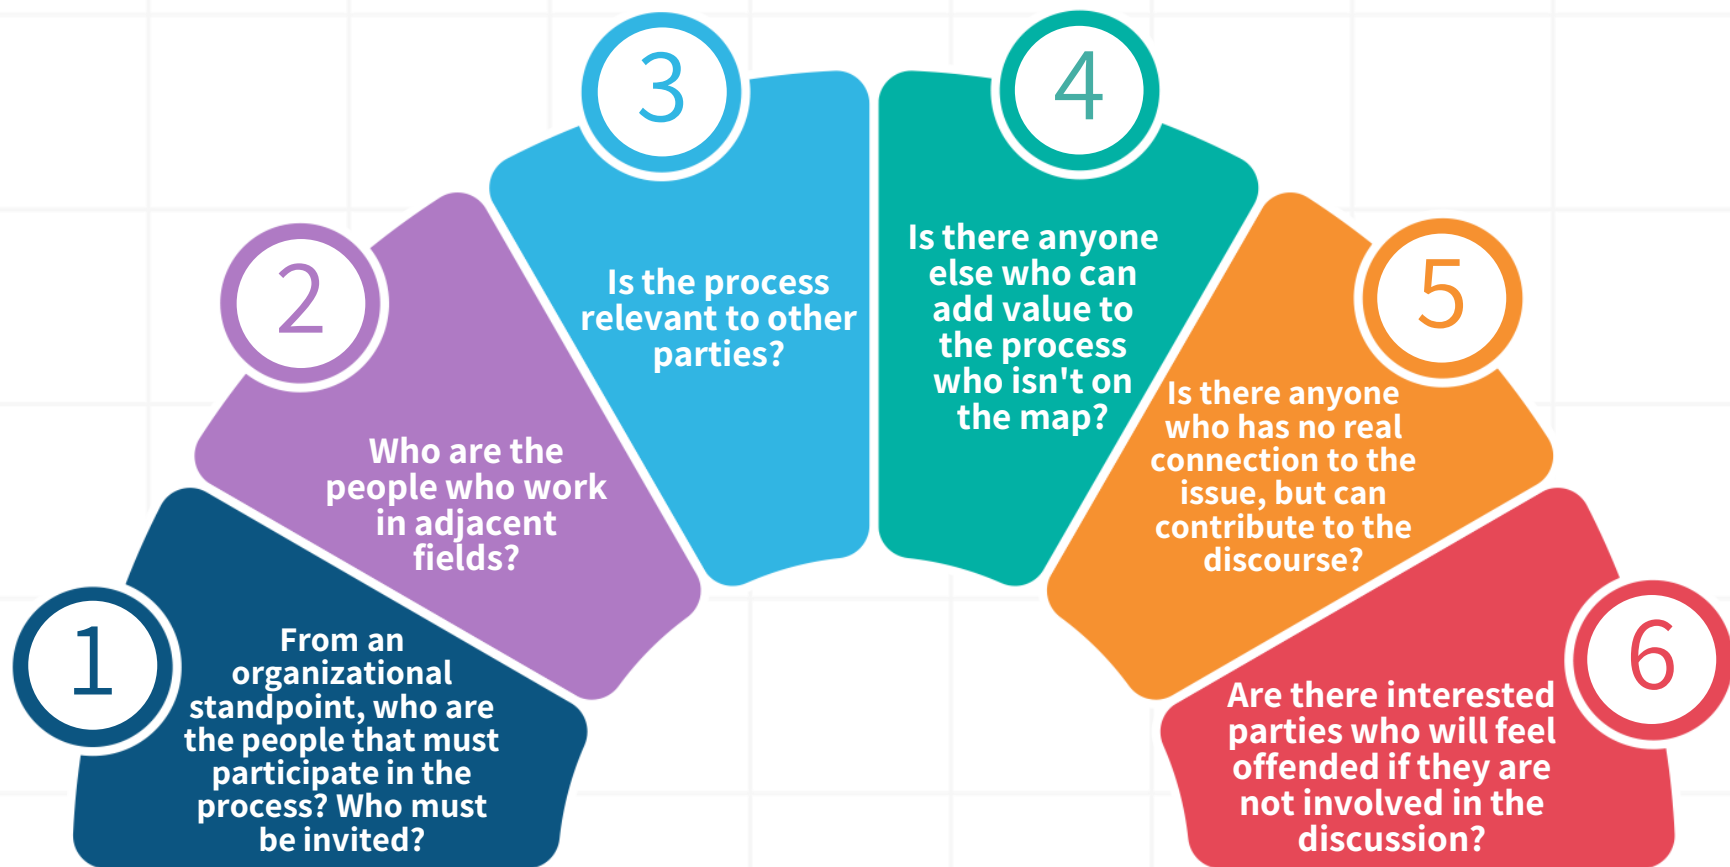 1
From an
organizational
standpoint, who are
the people that must
participate in the
process? Who must
be invited?
2
Who are the
people who work
in adjacent
fields?
3
Is the process
relevant to other
parties?
4
Is there anyone
else who can
add value to
the process
who isn't on
the map?
5
Is there anyone
who has no real
connection to the
issue, but can
contribute to the
discourse?
6
Are there interested
parties who will feel
offended if they are
not involved in the
discussion?